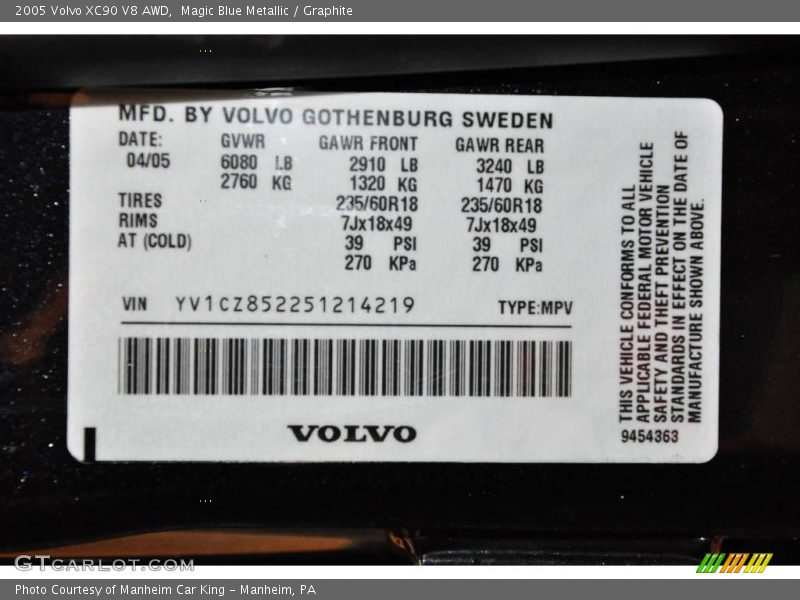 2005 Volvo XC90 V8 AWD,  Magic Blue Metallic / Graphite
MFD. BY VOLVO GOTHENBURG SWEDEN
DATE: GVWR GAWR FRONT GAWR REAR
04/05 6080 LB 2910 LB 3240 LB
2760 KG 1320 KG 1470 KG
TIRES 235/60R18 235/60R18
RIMS 7Jx18x49 7Jx18x49
AT (COLD) 39 PSI 39 PSI
270 KPa 270 KPa
VIN YV1CZ852251214219 TYPE:MPV
VOLVO
THIS VEHICLE CONFORMS TO ALL
APPLICABLE FEDERAL MOTOR VEHICLE
SAFETY AND THEFT PREVENTION
STANDARDS IN EFFECT ON THE DATE OF
MANUFACTURE SHOWN ABOVE.
9454363
GTCARLOT.COM
Photo Courtesy of Manheim Car King - Manheim, PA